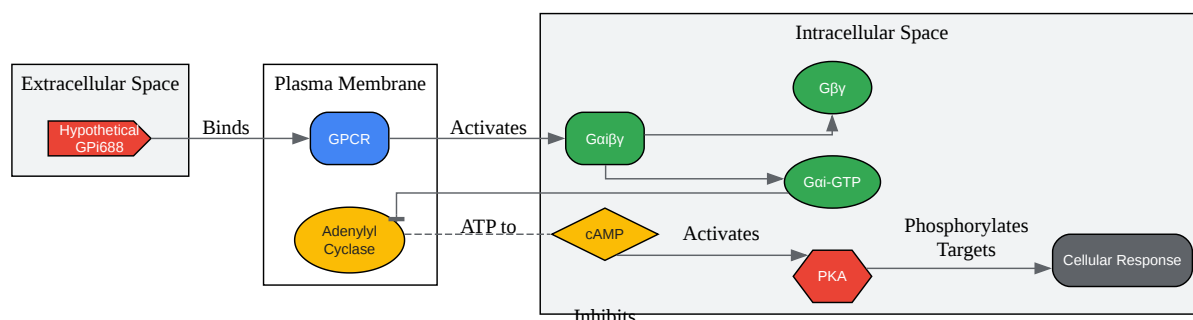 Intracellular Space
Extracellular Space
Plasma Membrane
Gβγ
Hypothetical
GPi688
Binds
GPCR
Activates
Gαiβγ
Gαi-GTP
Adenylyl
Cyclase
ATP to
cAMP
Activates
PKA
Phosphorylates
Targets
Cellular Response
Inhibits